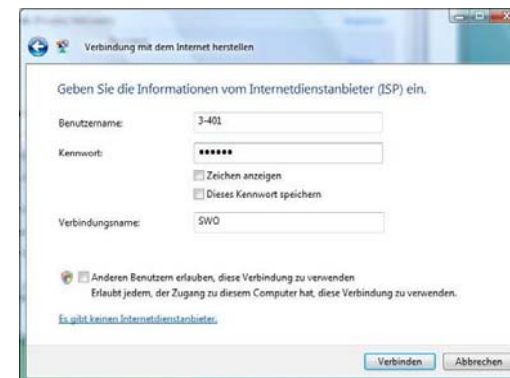 Verbindung mit dem Internet herstellen
Geben Sie die Informationen vom Internetdienstanbieter (ISP) ein.
Benutzername: 3-401
Kennwort: ●●●●●●
Zeichen anzeigen
Dieses Kennwort speichern
Verbindungsname: SWO
Anderen Benutzern erlauben, diese Verbindung zu verwenden
Erlaubt jedem, der Zugang zu diesem Computer hat, diese Verbindung zu verwenden.
Es gibt keinen Internetdienstanbieter.
Verbinden Abbrechen